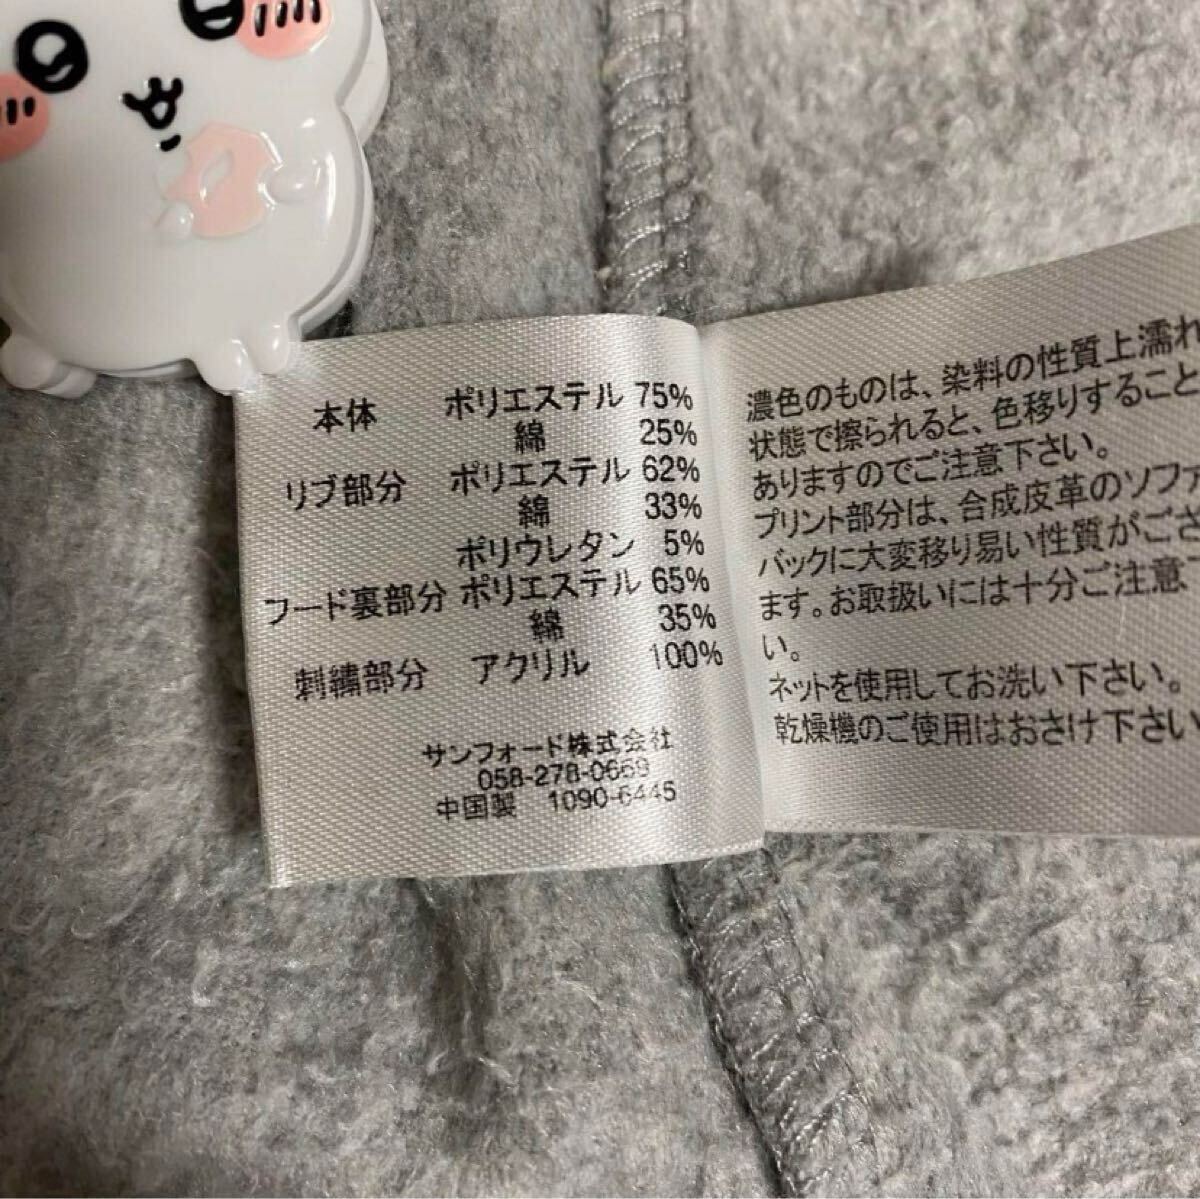 本体 ポリエステル 75%
綿 25%
リブ部分 ポリエステル 62%
綿 33%
ポリウレタン 5%
フード裏部分 ポリエステル 65%
綿 35%
刺繍部分 アクリル 100%
サンフォード株式会社
058-278-0669
中国製 1090-6445
濃色のものは、染料の性質上濡れ
状態で擦られると、色移りすること
ありますのでご注意下さい。
プリント部分は、合成皮革のソファ
バックに大変移り易い性質がござ
ます。お取扱いには十分ご注意
い。
ネットを使用してお洗い下さい。
乾燥機のご使用はおさけ下さい